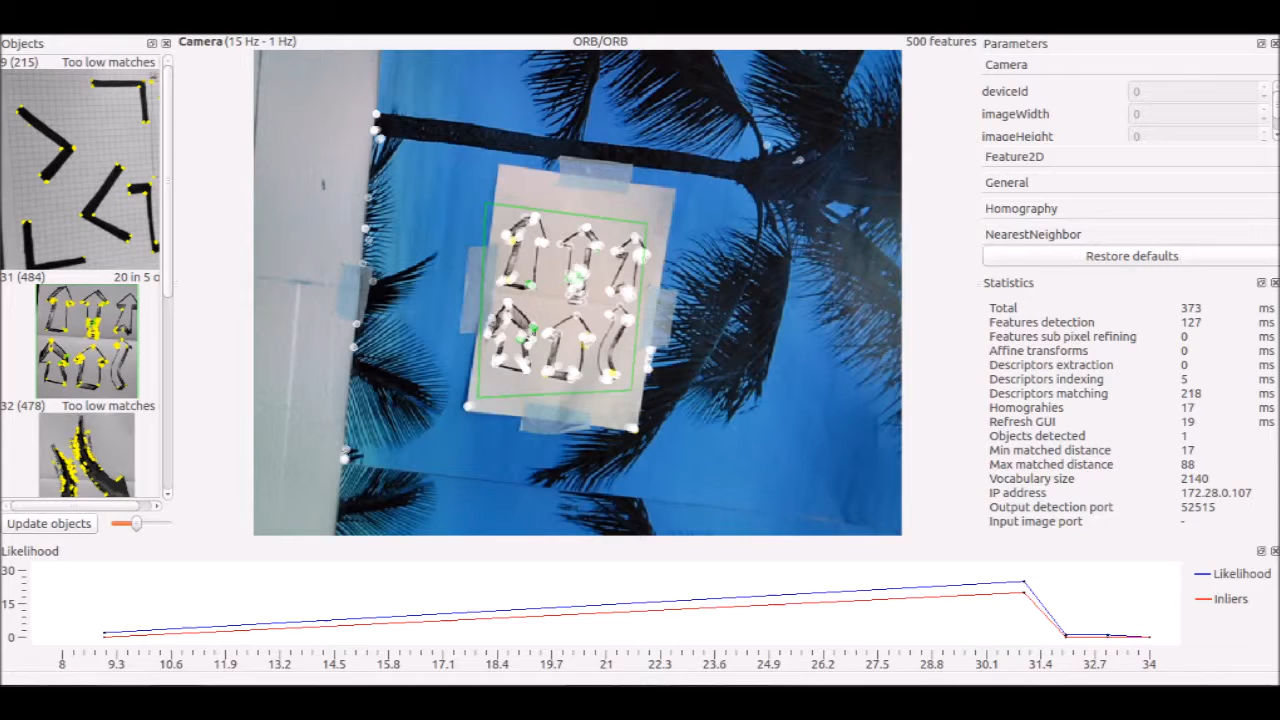 Objects
9 (215) Too low matches
31 (484) 20 in 5 o
32 (478) Too low matches
Update objects
Camera (15 Hz - 1 Hz) ORB/ORB 500 features
Parameters
Camera
deviceId 0
imageWidth 0
imageHeight 0
Feature2D
General
Homography
NearestNeighbor
Restore defaults
Statistics
Total 373 ms
Features detection 127 ms
Features sub pixel refining 0 ms
Affine transforms 0 ms
Descriptors extraction 0 ms
Descriptors indexing 5 ms
Descriptors matching 218 ms
Homograhies 17 ms
Refresh GUI 19 ms
Objects detected 1
Min matched distance 17
Max matched distance 88
Vocabulary size 2140
IP address 172.28.0.107
Output detection port 52515
Input image port -
Likelihood
30
15
0
8 9.3 10.6 11.9 13.2 14.5 15.8 17.1 18.4 19.7 21 22.3 23.6 24.9 26.2 27.5 28.8 30.1 31.4 32.7 34
Likelihood
Inliers